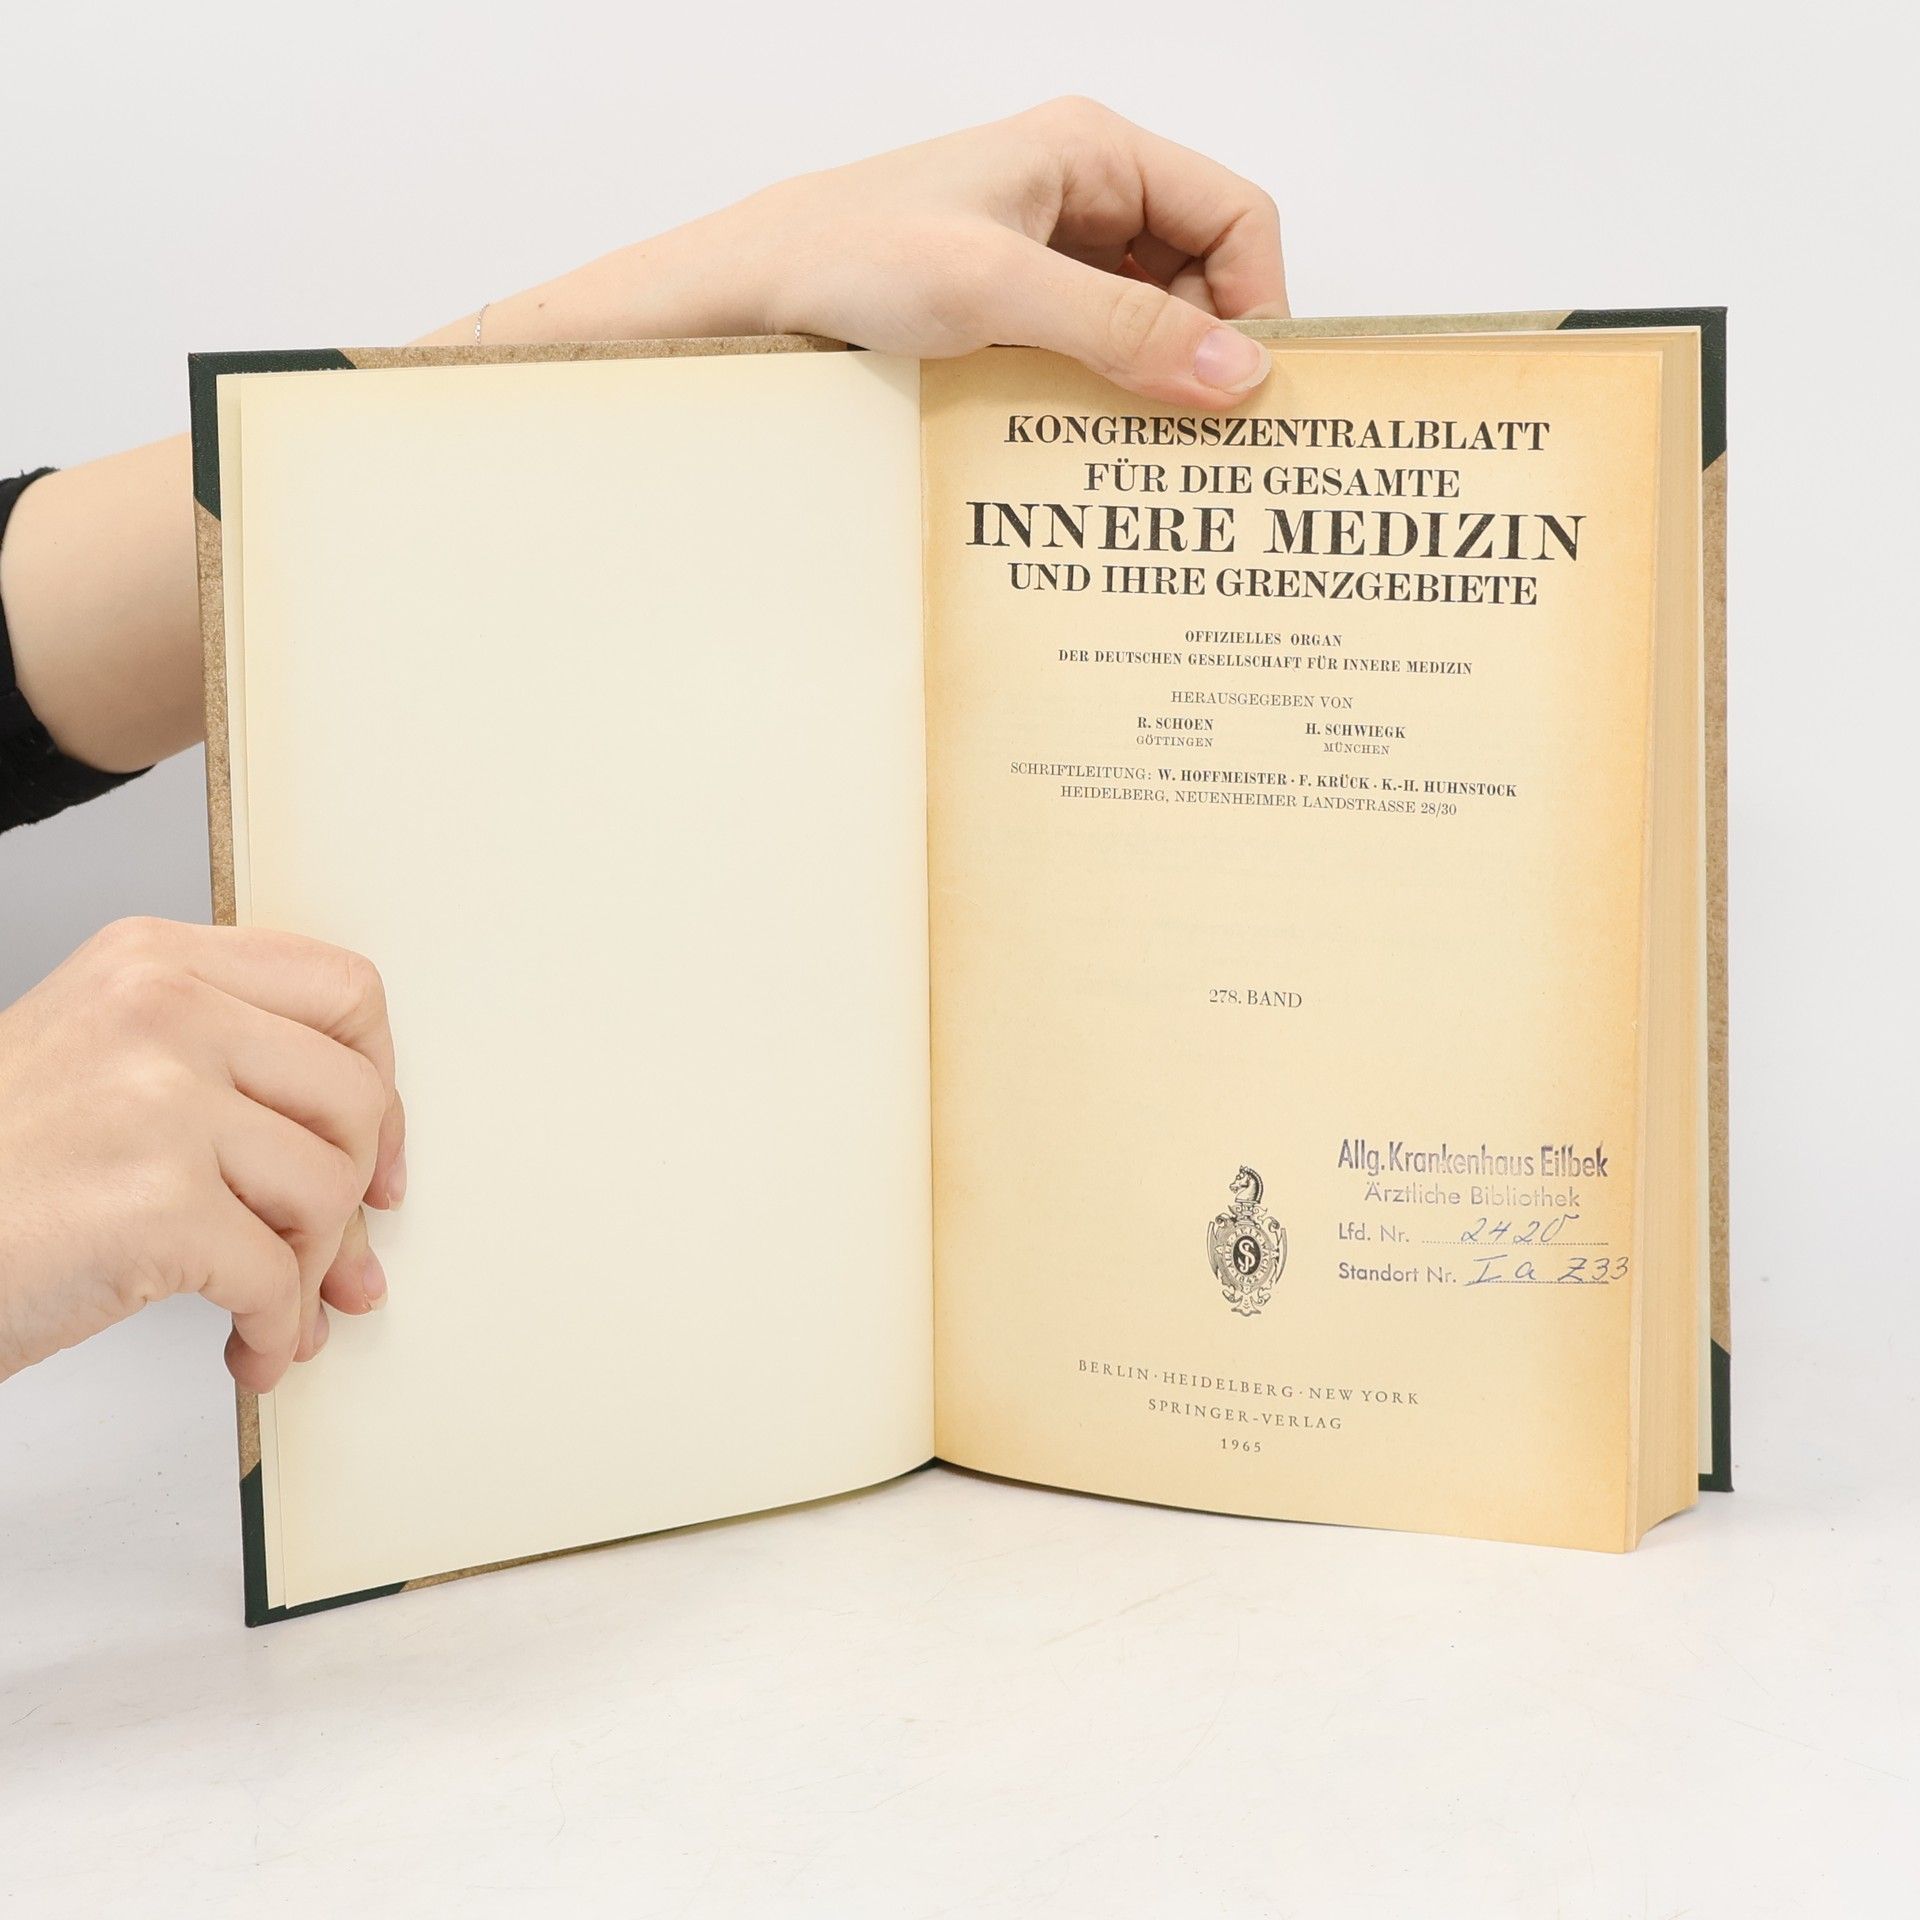 KONGRESSZENTRALBLATT
FÜR DIE GESAMTE
INNERE MEDIZIN
UND IHRE GRENZGEBIETE
OFFIZIELLES ORGAN
DER DEUTSCHEN GESELLSCHAFT FÜR INNERE MEDIZIN
HERAUSGEGEBEN VON
R. SCHOEN H. SCHWIEGK
GÖTTINGEN MÜNCHEN
SCHRIFTLEITUNG: W. HOFFMEISTER · F. KRÜCK · K.-H. HUHNSTOCK
HEIDELBERG, NEUENHEIMER LANDSTRASSE 28/30
278. BAND
Allg. Krankenhaus Eilbek
Ärztliche Bibliothek
Lfd. Nr. 2420
Standort Nr. I a Z33
BERLIN · HEIDELBERG · NEW YORK
SPRINGER-VERLAG
1965